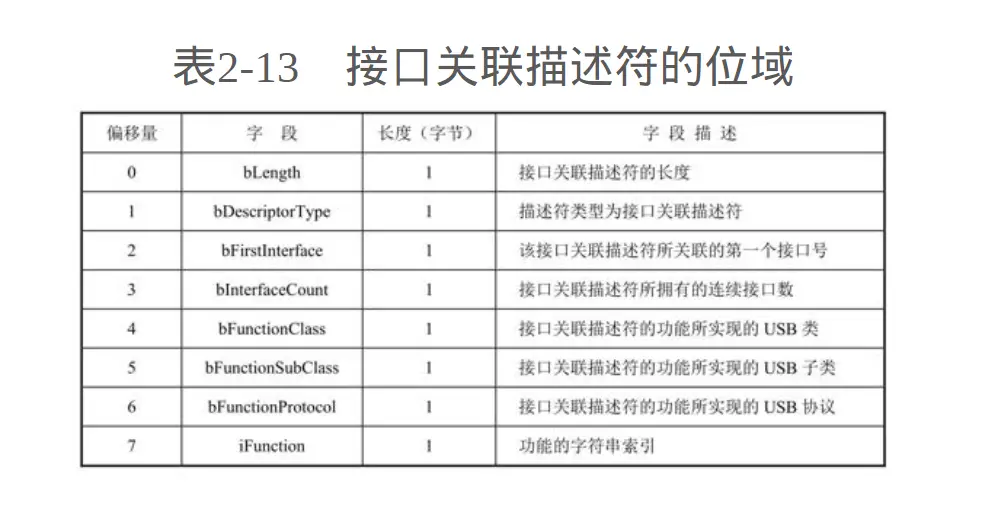 表2-13　接口关联描述符的位域
偏移量 字 段 长度（字节） 字 段 描 述
0 bLength 1 接口关联描述符的长度
1 bDescriptorType 1 描述符类型为接口关联描述符
2 bFirstInterface 1 该接口关联描述符所关联的第一个接口号
3 bInterfaceCount 1 接口关联描述符所拥有的连续接口数
4 bFunctionClass 1 接口关联描述符的功能所实现的 USB 类
5 bFunctionSubClass 1 接口关联描述符的功能所实现的 USB 子类
6 bFunctionProtocol 1 接口关联描述符的功能所实现的 USB 协议
7 iFunction 1 功能的字符串索引